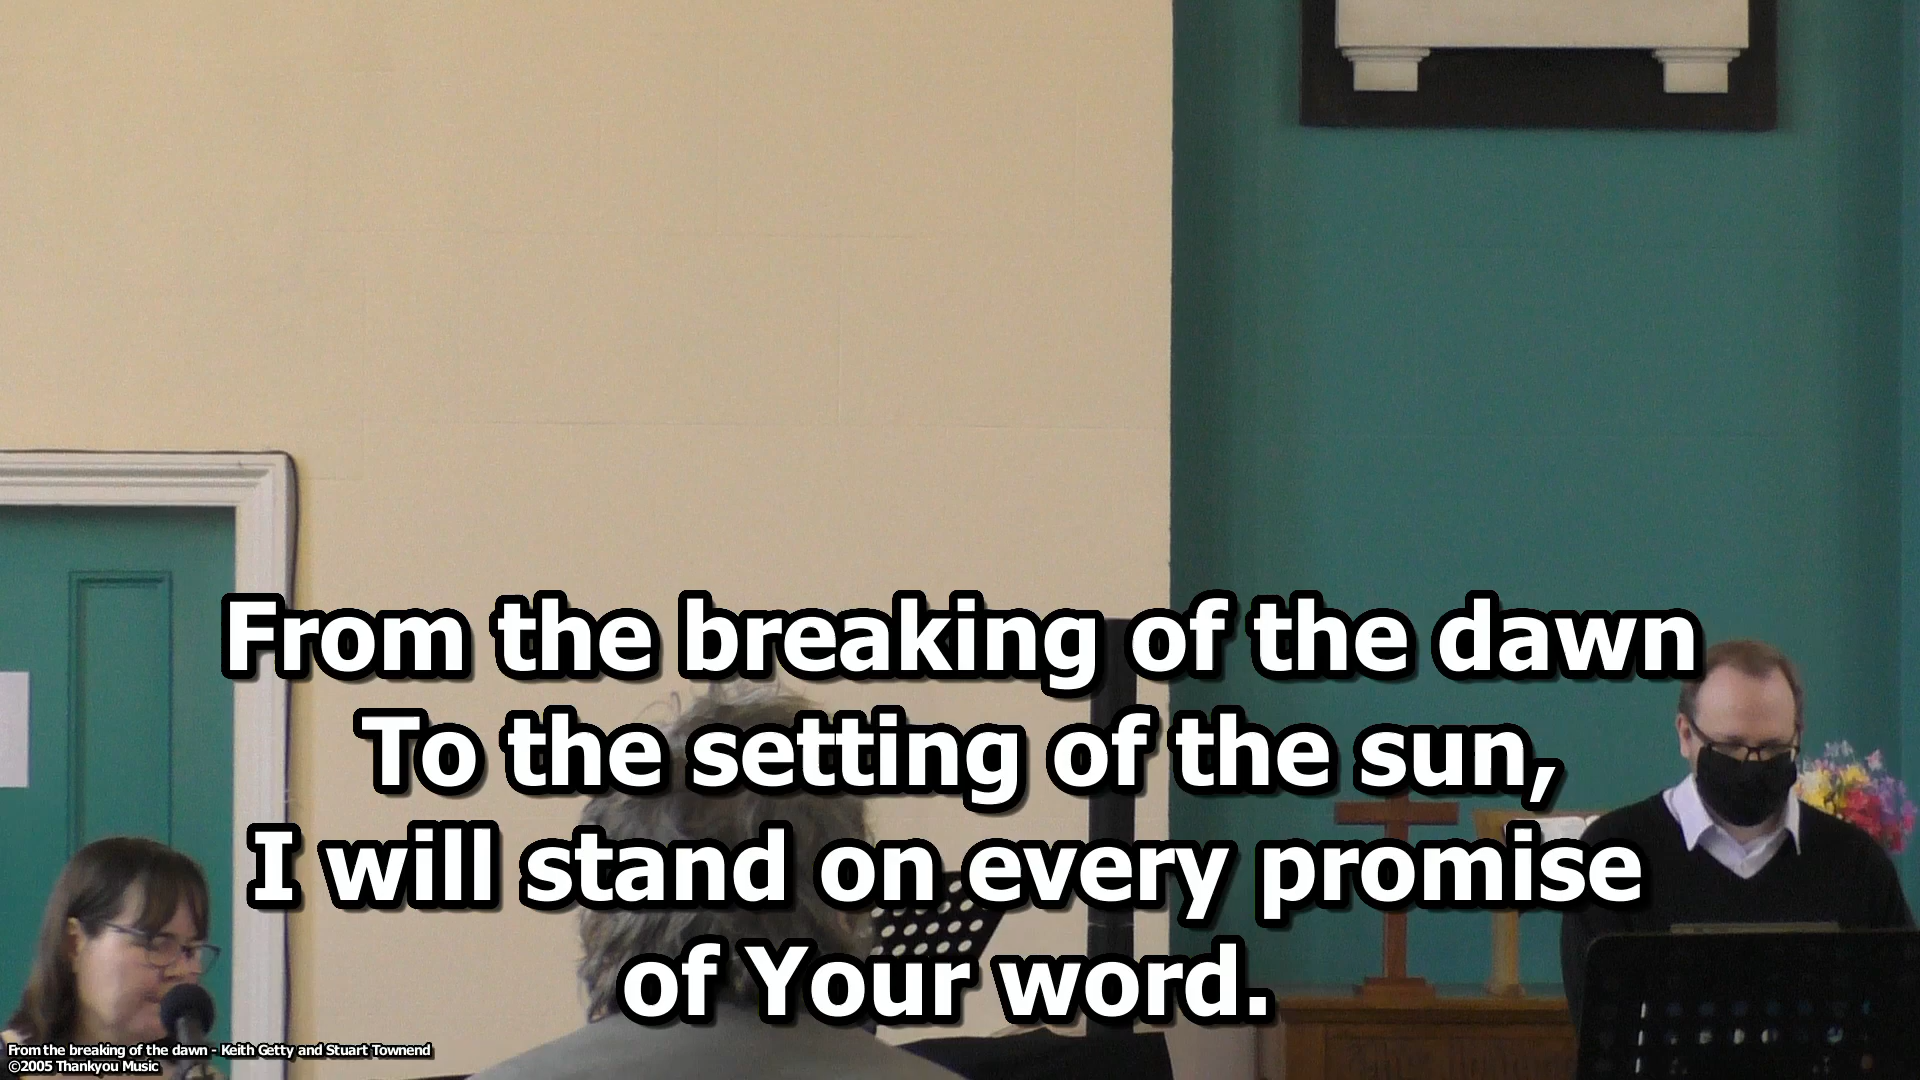 From the breaking of the dawn
To the setting of the sun,
I will stand on every promise
of Your word.
From the breaking of the dawn - Keith Getty and Stuart Townend
©2005 Thankyou Music